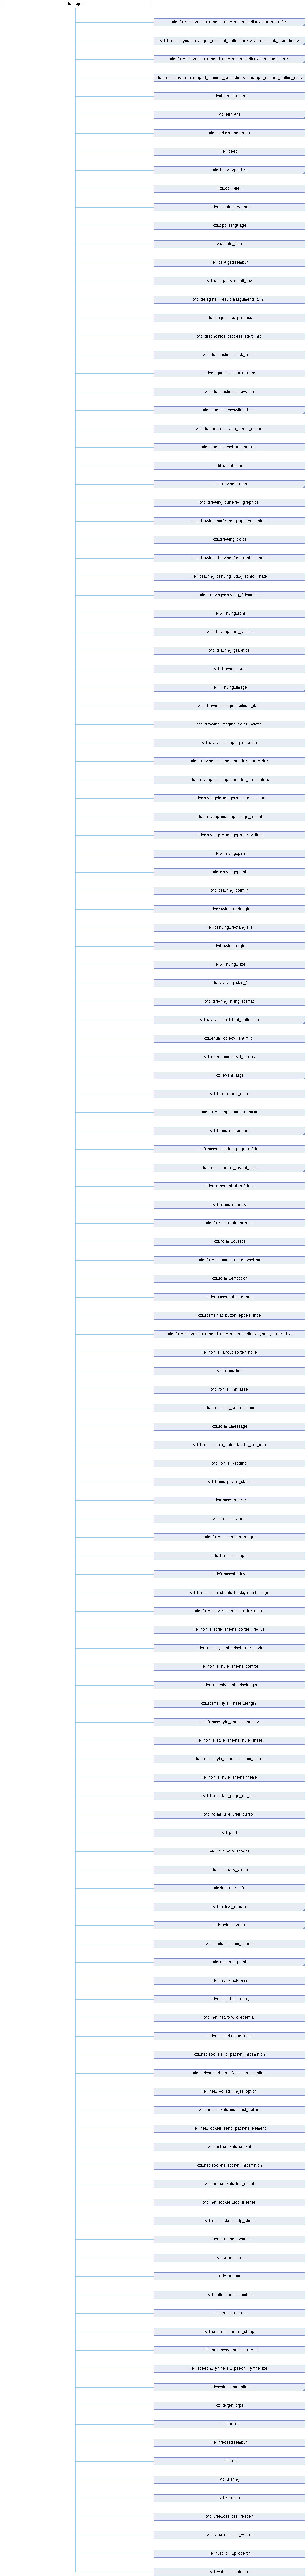 xtd::object
xtd::forms::layout::arranged_element_collection< control_ref >
xtd::forms::layout::arranged_element_collection< xtd::forms::link_label::link >
xtd::forms::layout::arranged_element_collection< tab_page_ref >
xtd::forms::layout::arranged_element_collection< message_notifier_button_ref >
xtd::abstract_object
xtd::attribute
xtd::background_color
xtd::beep
xtd::box< type_t >
xtd::compiler
xtd::console_key_info
xtd::cpp_language
xtd::date_time
xtd::debugstreambuf
xtd::delegate< result_t()>
xtd::delegate< result_t(arguments_t...)>
xtd::diagnostics::process
xtd::diagnostics::process_start_info
xtd::diagnostics::stack_frame
xtd::diagnostics::stack_trace
xtd::diagnostics::stopwatch
xtd::diagnostics::switch_base
xtd::diagnostics::trace_event_cache
xtd::diagnostics::trace_source
xtd::distribution
xtd::drawing::brush
xtd::drawing::buffered_graphics
xtd::drawing::buffered_graphics_context
xtd::drawing::color
xtd::drawing::drawing_2d::graphics_path
xtd::drawing::drawing_2d::graphics_state
xtd::drawing::drawing_2d::matrix
xtd::drawing::font
xtd::drawing::font_family
xtd::drawing::graphics
xtd::drawing::icon
xtd::drawing::image
xtd::drawing::imaging::bitmap_data
xtd::drawing::imaging::color_palette
xtd::drawing::imaging::encoder
xtd::drawing::imaging::encoder_parameter
xtd::drawing::imaging::encoder_parameters
xtd::drawing::imaging::frame_dimension
xtd::drawing::imaging::image_format
xtd::drawing::imaging::property_item
xtd::drawing::pen
xtd::drawing::point
xtd::drawing::point_f
xtd::drawing::rectangle
xtd::drawing::rectangle_f
xtd::drawing::region
xtd::drawing::size
xtd::drawing::size_f
xtd::drawing::string_format
xtd::drawing::text::font_collection
xtd::enum_object< enum_t >
xtd::environment::xtd_library
xtd::event_args
xtd::foreground_color
xtd::forms::application_context
xtd::forms::component
xtd::forms::const_tab_page_ref_less
xtd::forms::control_layout_style
xtd::forms::control_ref_less
xtd::forms::country
xtd::forms::create_params
xtd::forms::cursor
xtd::forms::domain_up_down::item
xtd::forms::emoticon
xtd::forms::enable_debug
xtd::forms::flat_button_appearance
xtd::forms::layout::arranged_element_collection< type_t, sorter_t >
xtd::forms::layout::sorter_none
xtd::forms::link
xtd::forms::link_area
xtd::forms::list_control::item
xtd::forms::message
xtd::forms::month_calendar::hit_test_info
xtd::forms::padding
xtd::forms::power_status
xtd::forms::renderer
xtd::forms::screen
xtd::forms::selection_range
xtd::forms::settings
xtd::forms::shadow
xtd::forms::style_sheets::background_image
xtd::forms::style_sheets::border_color
xtd::forms::style_sheets::border_radius
xtd::forms::style_sheets::border_style
xtd::forms::style_sheets::control
xtd::forms::style_sheets::length
xtd::forms::style_sheets::lengths
xtd::forms::style_sheets::shadow
xtd::forms::style_sheets::style_sheet
xtd::forms::style_sheets::system_colors
xtd::forms::style_sheets::theme
xtd::forms::tab_page_ref_less
xtd::forms::use_wait_cursor
xtd::guid
xtd::io::binary_reader
xtd::io::binary_writer
xtd::io::drive_info
xtd::io::text_reader
xtd::io::text_writer
xtd::media::system_sound
xtd::net::end_point
xtd::net::ip_address
xtd::net::ip_host_entry
xtd::net::network_credential
xtd::net::socket_address
xtd::net::sockets::ip_packet_information
xtd::net::sockets::ip_v6_multicast_option
xtd::net::sockets::linger_option
xtd::net::sockets::multicast_option
xtd::net::sockets::send_packets_element
xtd::net::sockets::socket
xtd::net::sockets::socket_information
xtd::net::sockets::tcp_client
xtd::net::sockets::tcp_listener
xtd::net::sockets::udp_client
xtd::operating_system
xtd::processor
xtd::random
xtd::reflection::assembly
xtd::reset_color
xtd::security::secure_string
xtd::speech::synthesis::prompt
xtd::speech::synthesis::speech_synthesizer
xtd::system_exception
xtd::target_type
xtd::toolkit
xtd::tracestreambuf
xtd::uri
xtd::ustring
xtd::version
xtd::web::css::css_reader
xtd::web::css::css_writer
xtd::web::css::property
xtd::web::css::selector